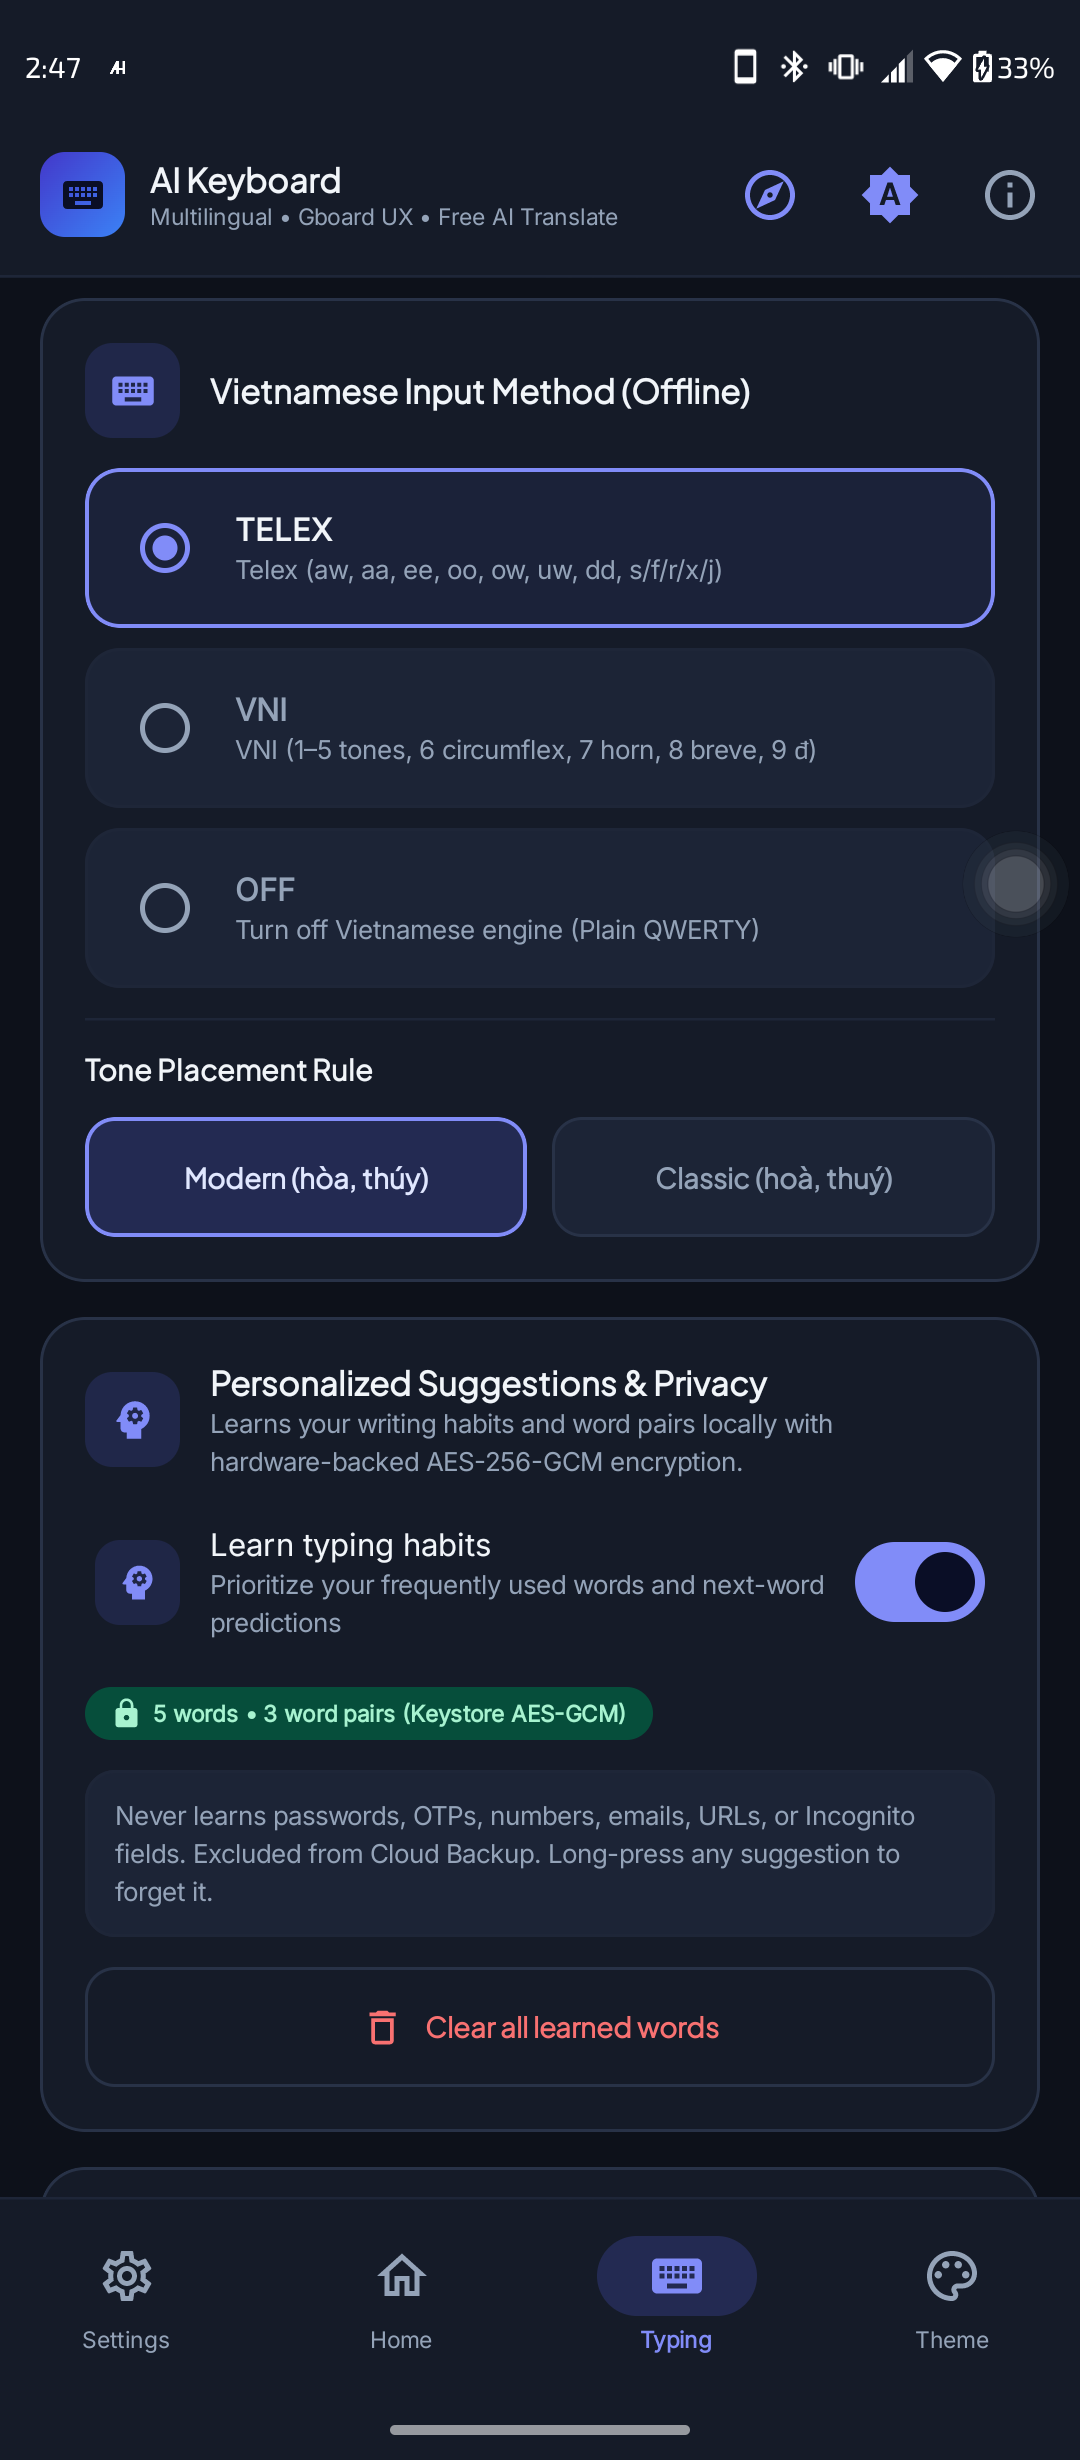 2:47
33%
AI Keyboard
Multilingual • Gboard UX • Free AI Translate
A
Vietnamese Input Method (Offline)
TELEX
Telex (aw, aa, ee, oo, ow, uw, dd, s/f/r/x/j)
VNI
VNI (1–5 tones, 6 circumflex, 7 horn, 8 breve, 9 đ)
OFF
Turn off Vietnamese engine (Plain QWERTY)
Tone Placement Rule
Modern (hòa, thúy)
Classic (hoà, thuý)
Personalized Suggestions & Privacy
Learns your writing habits and word pairs locally with
hardware-backed AES-256-GCM encryption.
Learn typing habits
Prioritize your frequently used words and next-word
predictions
5 words • 3 word pairs (Keystore AES-GCM)
Never learns passwords, OTPs, numbers, emails, URLs, or Incognito
fields. Excluded from Cloud Backup. Long-press any suggestion to
forget it.
Clear all learned words
Settings
Home
Typing
Theme